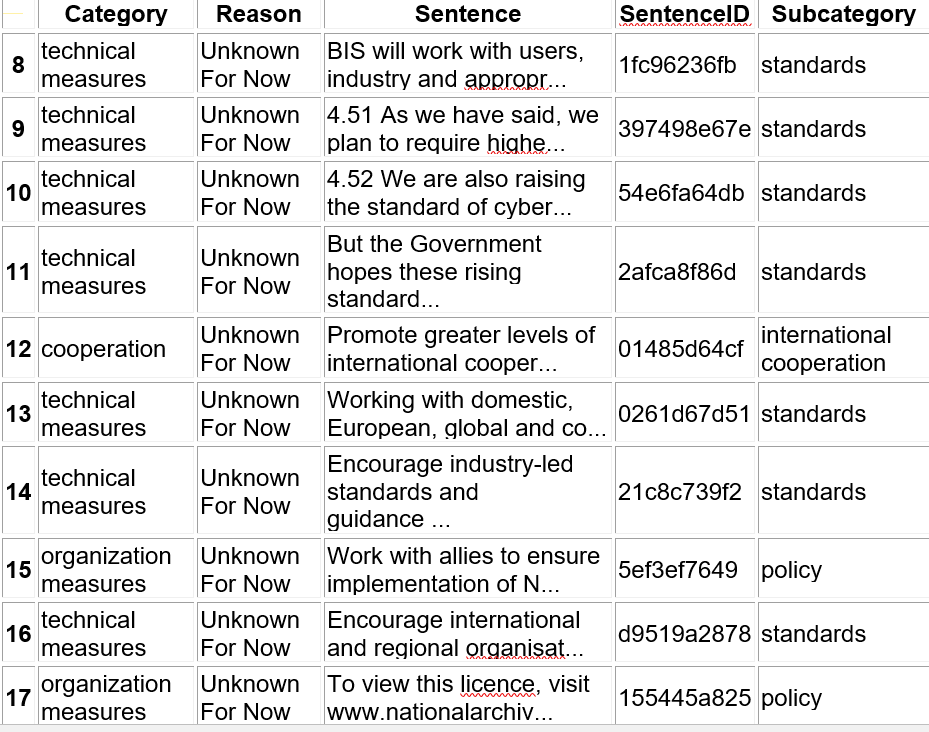 Category Reason Sentence SentenceID Subcategory
8 technical measures Unknown For Now BIS will work with users, industry and appropr... 1fc96236fb standards
9 technical measures Unknown For Now 4.51 As we have said, we plan to require highe... 397498e67e standards
10 technical measures Unknown For Now 4.52 We are also raising the standard of cyber... 54e6fa64db standards
11 technical measures Unknown For Now But the Government hopes these rising standard... 2afca8f86d standards
12 cooperation Unknown For Now Promote greater levels of international cooper... 01485d64cf international cooperation
13 technical measures Unknown For Now Working with domestic, European, global and co... 0261d67d51 standards
14 technical measures Unknown For Now Encourage industry-led standards and guidance ... 21c8c739f2 standards
15 organization measures Unknown For Now Work with allies to ensure implementation of N... 5ef3ef7649 policy
16 technical measures Unknown For Now Encourage international and regional organisat... d9519a2878 standards
17 organization measures Unknown For Now To view this licence, visit www.nationalarchiv... 155445a825 policy